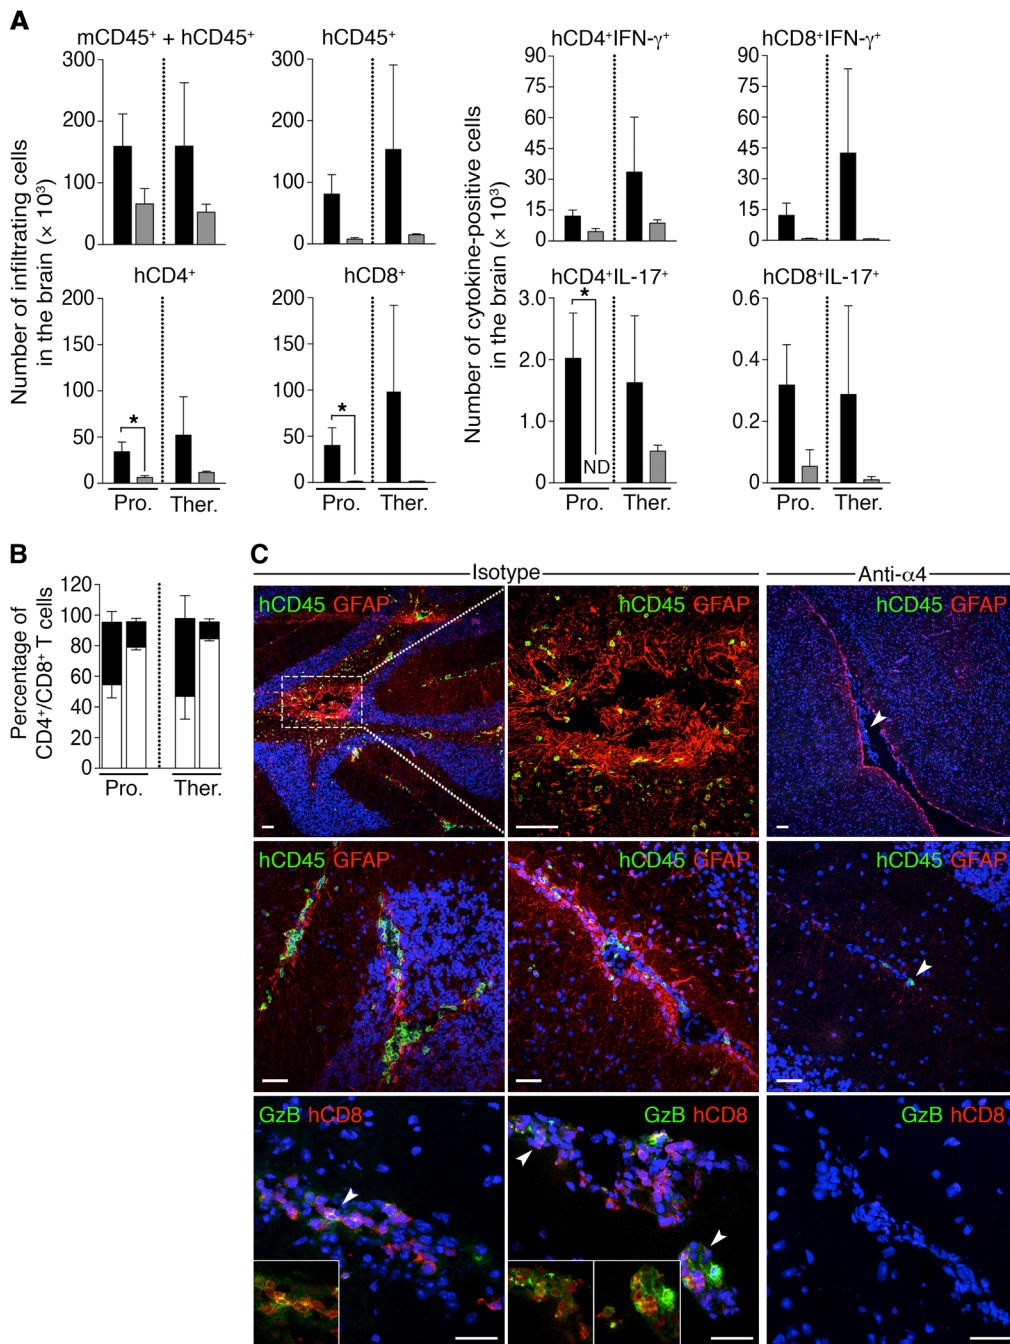 A
mCD45⁺ + hCD45⁺
hCD45⁺
hCD4⁺IFN-γ⁺
hCD8⁺IFN-γ⁺
Number of infiltrating cells
in the brain (× 10³)
300
200
100
0
300
200
100
0
Number of cytokine-positive cells
in the brain (× 10³)
90
75
60
45
30
15
0
90
75
60
45
30
15
0
hCD4⁺
hCD8⁺
hCD4⁺IL-17⁺
hCD8⁺IL-17⁺
200
150
100
50
0
*
200
150
100
50
0
*
3.0
2.0
1.0
0
*
ND
0.6
0.4
0.2
0
Pro. Ther.
Pro. Ther.
Pro. Ther.
Pro. Ther.
B
Percentage of
CD4⁺/CD8⁺ T cells
120
100
80
60
40
20
0
Pro. Ther.
C
Isotype
Anti-α4
hCD45 GFAP
hCD45 GFAP
hCD45 GFAP
hCD45 GFAP
hCD45 GFAP
hCD45 GFAP
GzB hCD8
GzB hCD8
GzB hCD8